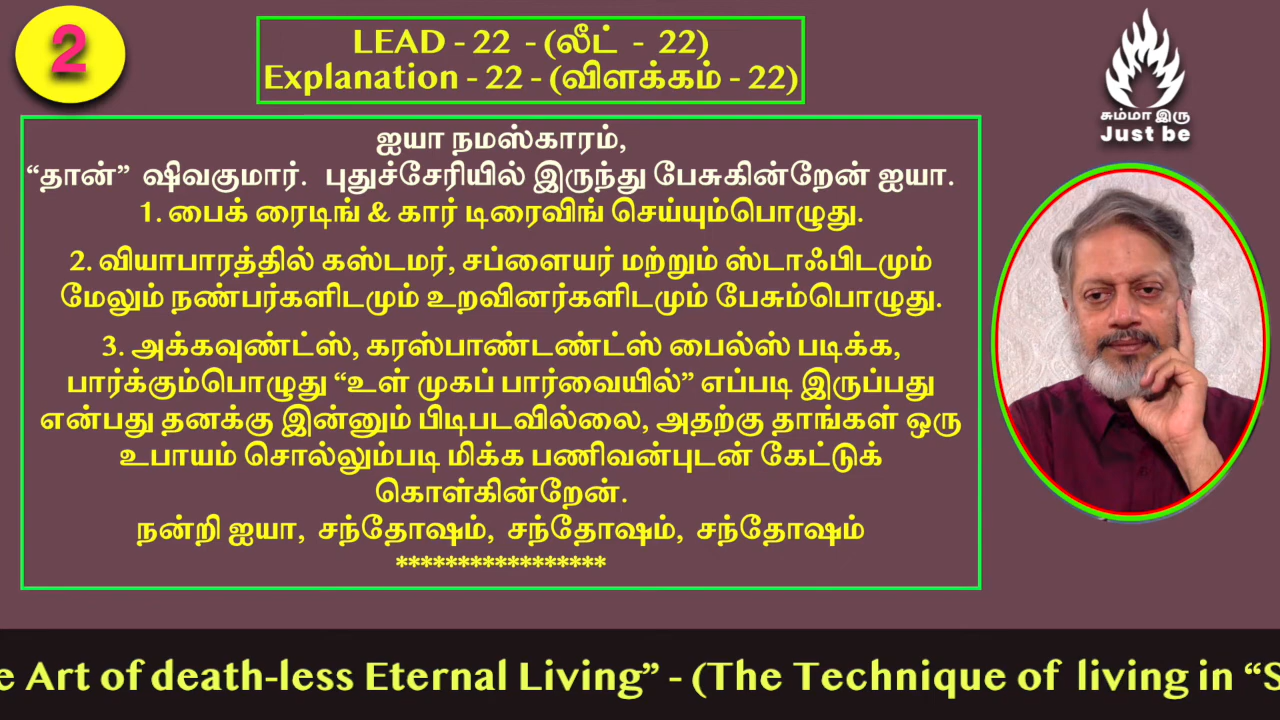 2
LEAD - 22 - (லீட் - 22)
Explanation - 22 - (விளக்கம் - 22)
சும்மா இரு
Just be
ஐயா நமஸ்காரம்,
“தான்” ஷிவகுமார். புதுச்சேரியில் இருந்து பேசுகின்றேன் ஐயா.
1. பைக் ரைடிங் & கார் டிரைவிங் செய்யும்பொழுது.
2. வியாபாரத்தில் கஸ்டமர், சப்ளையர் மற்றும் ஸ்டாஃபிடமும்
மேலும் நண்பர்களிடமும் உறவினர்களிடமும் பேசும்பொழுது.
3. அக்கவுண்ட்ஸ், கரஸ்பாண்டண்ட்ஸ் பைல்ஸ் படிக்க,
பார்க்கும்பொழுது “உள் முகப் பார்வையில்” எப்படி இருப்பது
என்பது தனக்கு இன்னும் பிடிபடவில்லை, அதற்கு தாங்கள் ஒரு
உபாயம் சொல்லும்படி மிக்க பணிவன்புடன் கேட்டுக்
கொள்கின்றேன்.
நன்றி ஐயா, சந்தோஷம், சந்தோஷம், சந்தோஷம்
*****************
e Art of death-less Eternal Living” - (The Technique of living in “S